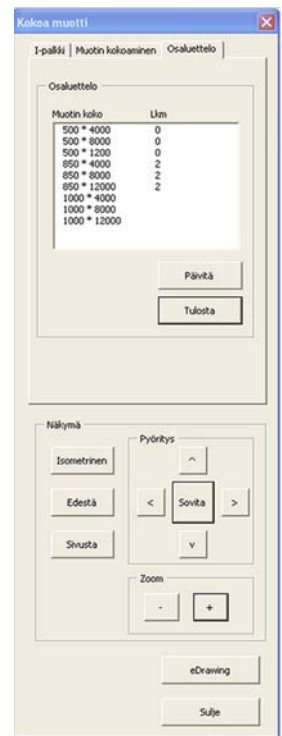 Kokoa muotti
I-palkki | Muotin kokoaminen Osaluettelo
Osaluettelo
Muotin koko Lkm
500 * 4000 0
500 * 8000 0
500 * 1200 0
850 * 4000 2
850 * 8000 2
850 * 12000 2
1000 * 4000
1000 * 8000
1000 * 12000
Päivitä
Tulosta
Näkymä
Pyöritys
Isometrinen ^
Edestä < Sovita >
Sivusta v
Zoom
- +
eDrawing
Sulje